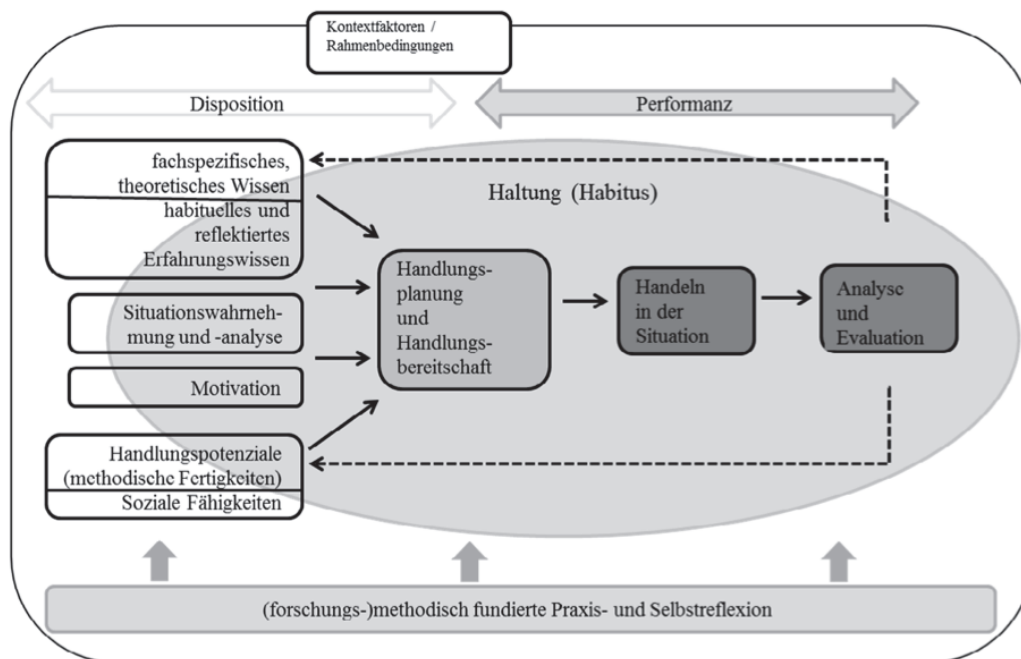 Kontextfaktoren /
Rahmenbedingungen
Disposition
Performanz
fachspezifisches,
theoretisches Wissen
habituelles und
reflektiertes
Erfahrungswissen
Haltung (Habitus)
Situationswahrneh-
mung und -analyse
Motivation
Handlungspotenziale
(methodische Fertigkeiten)
Soziale Fähigkeiten
Handlungs-
planung
und
Handlungs-
bereitschaft
Handeln
in der
Situation
Analyse
und
Evaluation
(forschungs-)methodisch fundierte Praxis- und Selbstreflexion